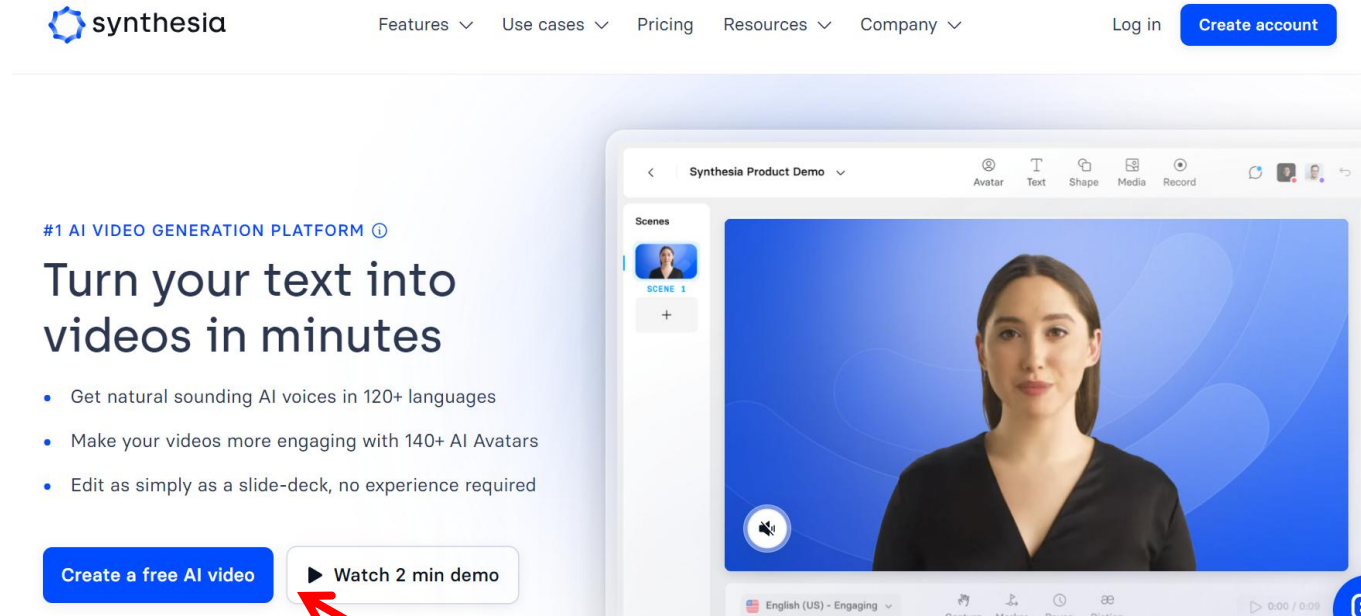 synthesia
Features
Use cases
Pricing
Resources
Company
Log in
Create account
#1 AI VIDEO GENERATION PLATFORM
Turn your text into
videos in minutes
Get natural sounding AI voices in 120+ languages
Make your videos more engaging with 140+ AI Avatars
Edit as simply as a slide-deck, no experience required
Create a free AI video
Watch 2 min demo
Synthesia Product Demo
Avatar
Text
Shape
Media
Record
Scenes
SCENE 1
English (US) - Engaging
æ
0:00 / 0:09